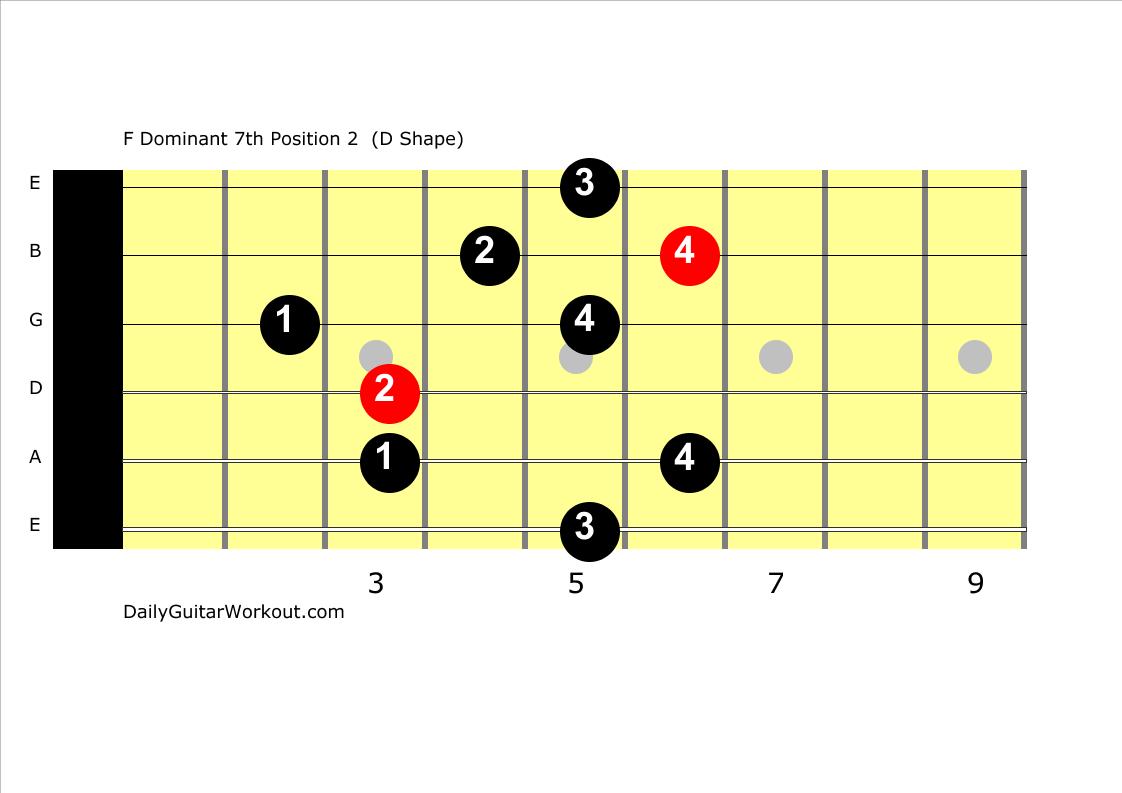 F Dominant 7th Position 2  (D Shape)
E 3
B 2 4
G 1 4
D 2
A 1 4
E 3
3 5 7 9
DailyGuitarWorkout.com